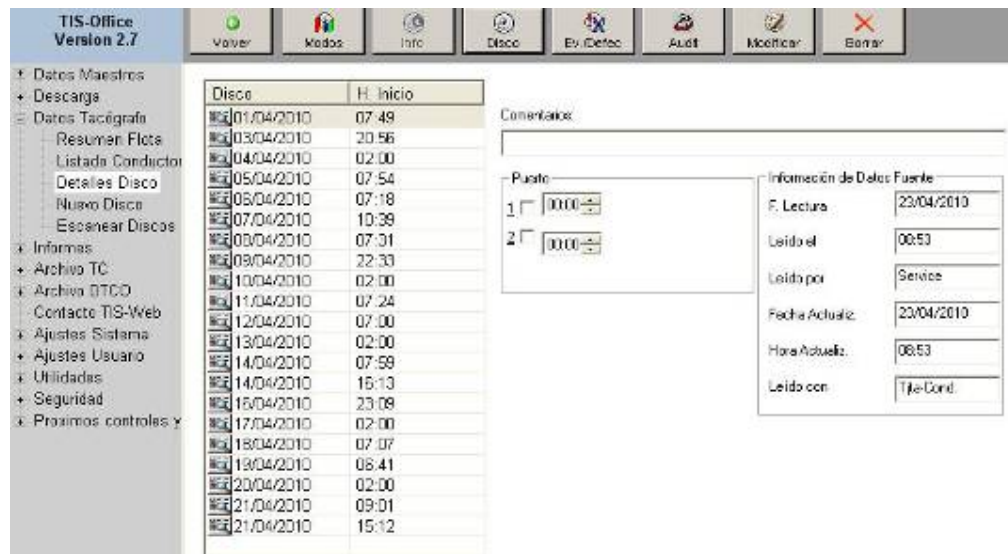 TIS-Office
Version 2.7
Volver
Modos
Info
Disco
Ev./Defec
Audit
Modificar
Borrar
Datos Maestros
Descarga
Datos Tacógrafo
Resumen Flota
Listado Conductor
Detalles Disco
Nuevo Disco
Escanear Discos
Informes
Archivo TC
Archivo DTCO
Contacto TIS-Web
Ajustes Sistema
Ajustes Usuario
Utilidades
Seguridad
Proximos controles y
Disco H. Inicio
01/04/2010 07:49
03/04/2010 20:56
04/04/2010 02:00
05/04/2010 07:54
06/04/2010 07:18
07/04/2010 10:39
08/04/2010 07:31
09/04/2010 22:33
10/04/2010 02:00
11/04/2010 07:24
12/04/2010 07:00
13/04/2010 02:00
14/04/2010 07:59
14/04/2010 16:13
16/04/2010 23:09
17/04/2010 02:00
18/04/2010 07:07
19/04/2010 06:41
20/04/2010 02:00
21/04/2010 09:01
21/04/2010 15:12
Comentarios:
Puerto
1 00:00
2 00:00
Información de Datos Fuente
F. Lectura 23/04/2010
Leído el 08:53
Leído por Service
Fecha Actualiz. 23/04/2010
Hora Actualiz. 08:53
Leído con Tjta-Cond.